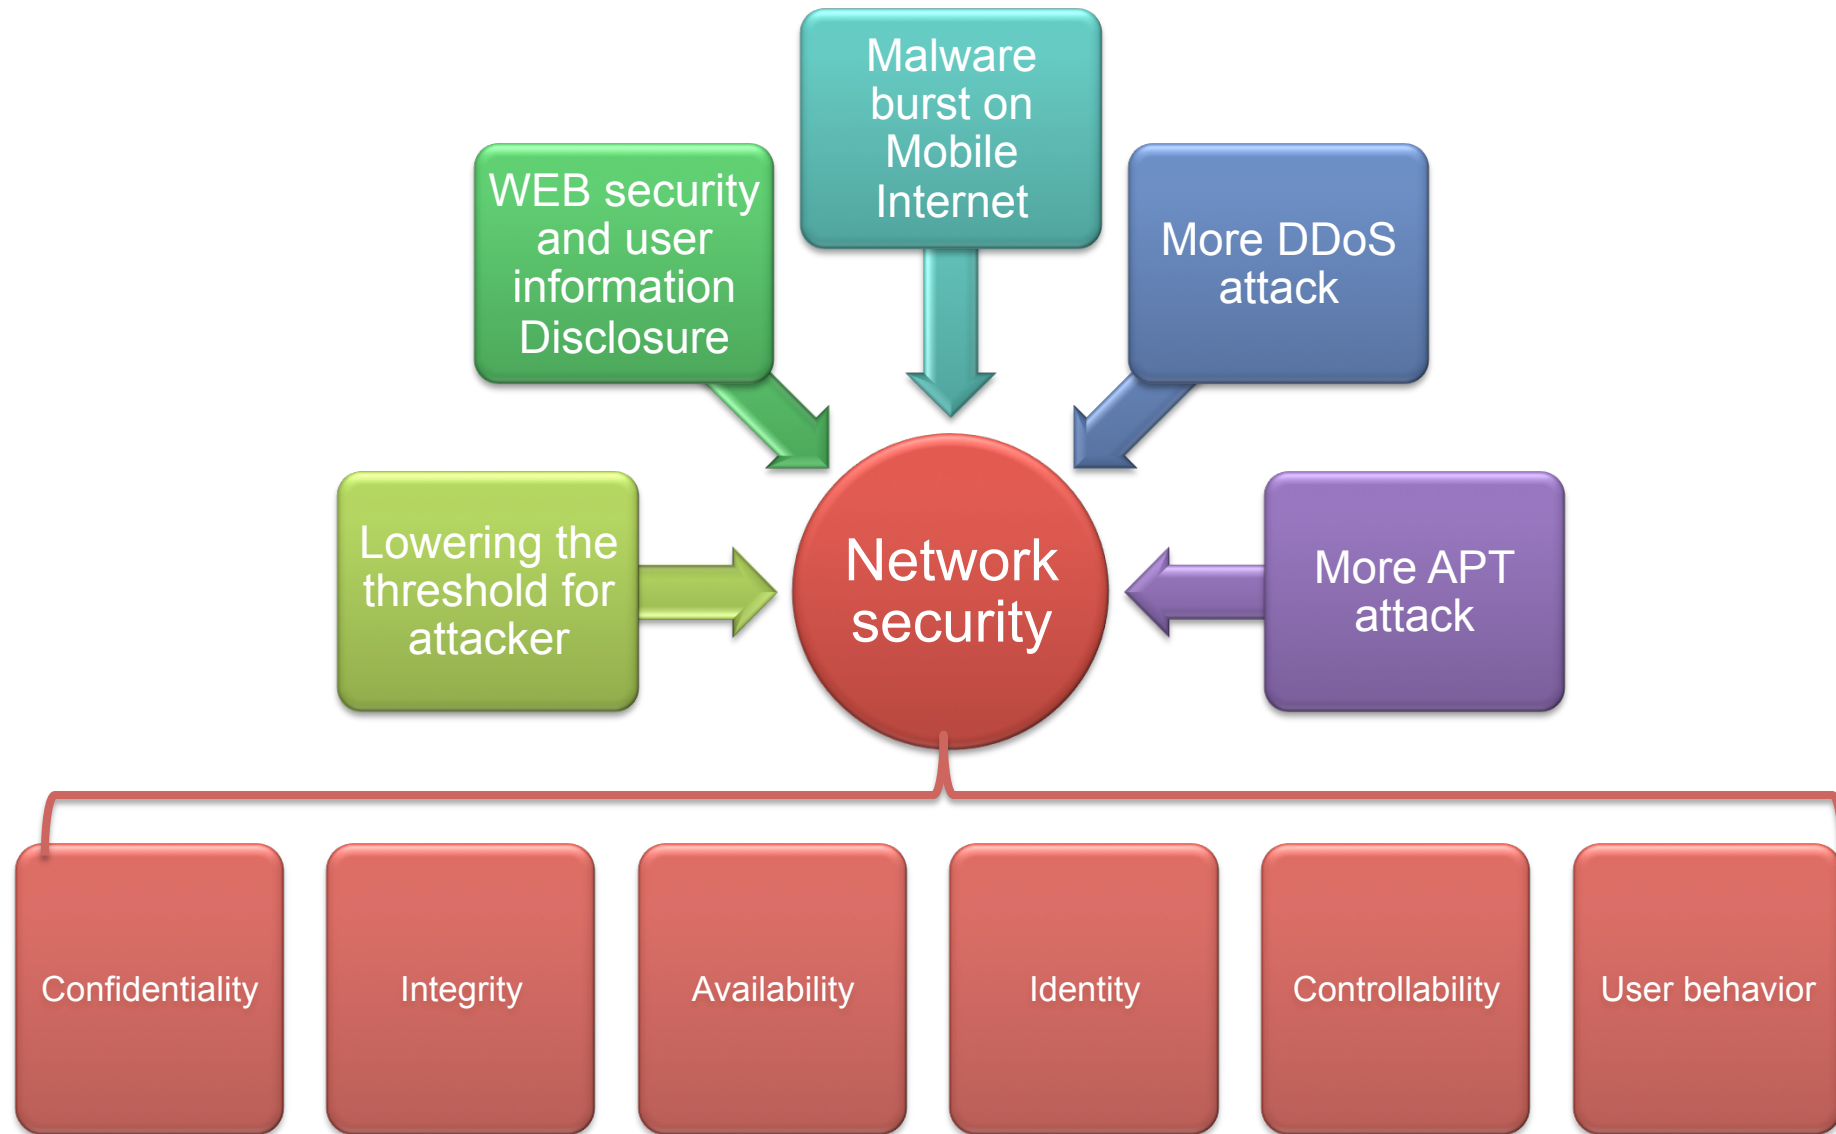 Malware
burst on
Mobile
Internet
WEB security
and user
information
Disclosure
More DDoS
attack
Lowering the
threshold for
attacker
Network
security
More APT
attack
Confidentiality
Integrity
Availability
Identity
Controllability
User behavior